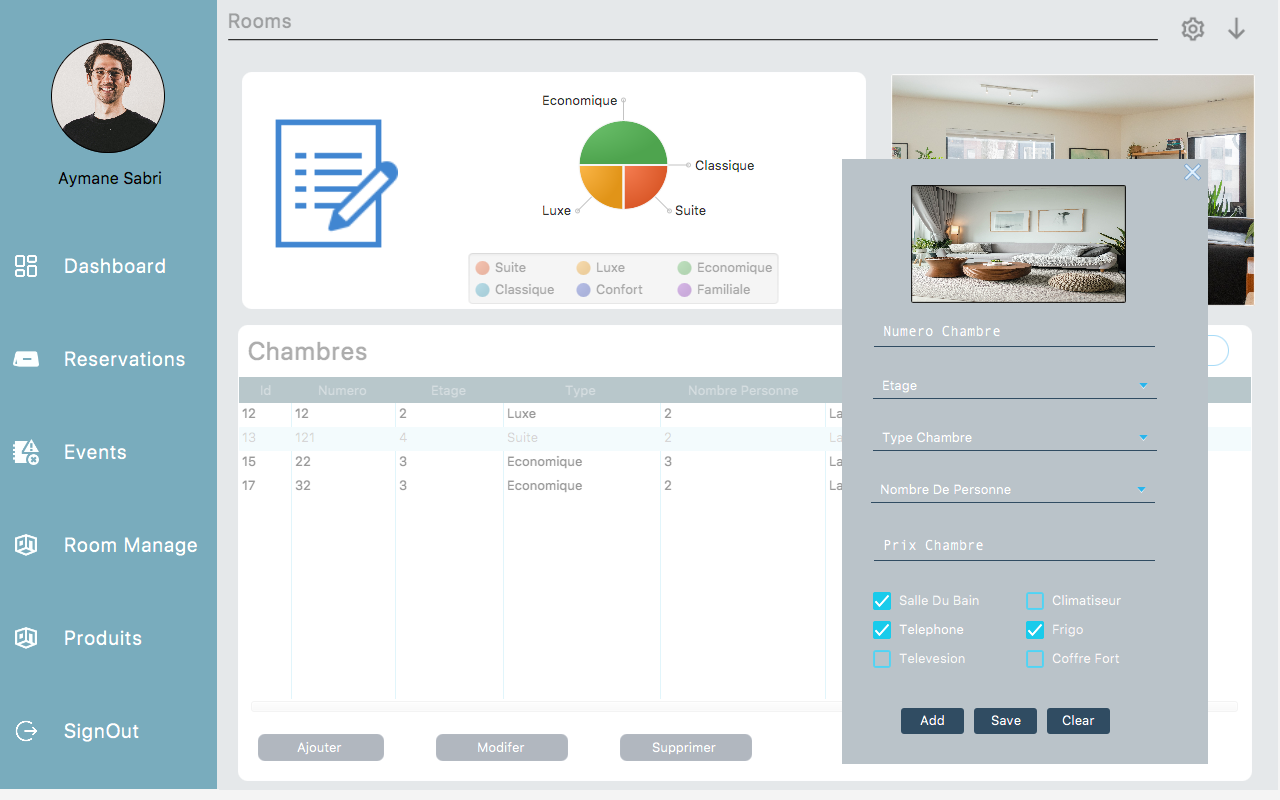 Rooms
Aymane Sabri
Dashboard
Reservations
Events
Room Manage
Produits
SignOut
Economique
Classique
Luxe
Suite
Suite Luxe Economique
Classique Confort Familiale
Chambres
Id Numero Etage Type Nombre Personne
12 12 2 Luxe 2 La
13 121 4 Suite 2 La
15 22 3 Economique 3 La
17 32 3 Economique 2 La
Ajouter Modifer Supprimer
Numero Chambre
Etage
Type Chambre
Nombre De Personne
Prix Chambre
Salle Du Bain Climatiseur
Telephone Frigo
Televesion Coffre Fort
Add Save Clear